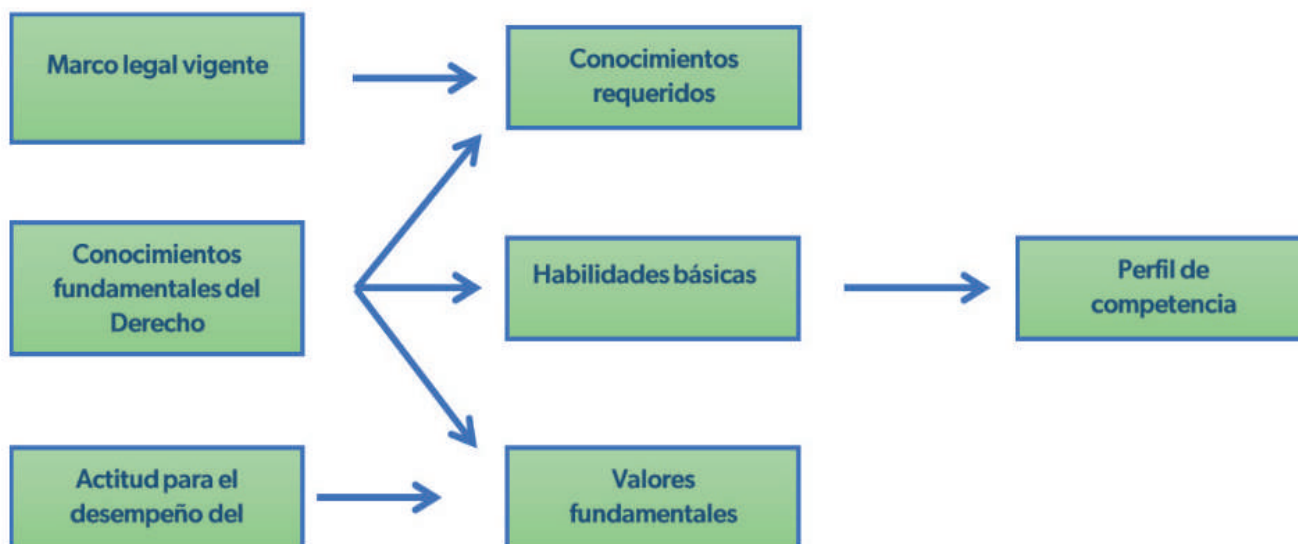 Marco legal vigente
Conocimientos
requeridos
Conocimientos
fundamentales del
Derecho
Habilidades básicas
Perfil de
competencia
Actitud para el
desempeño del
Valores
fundamentales